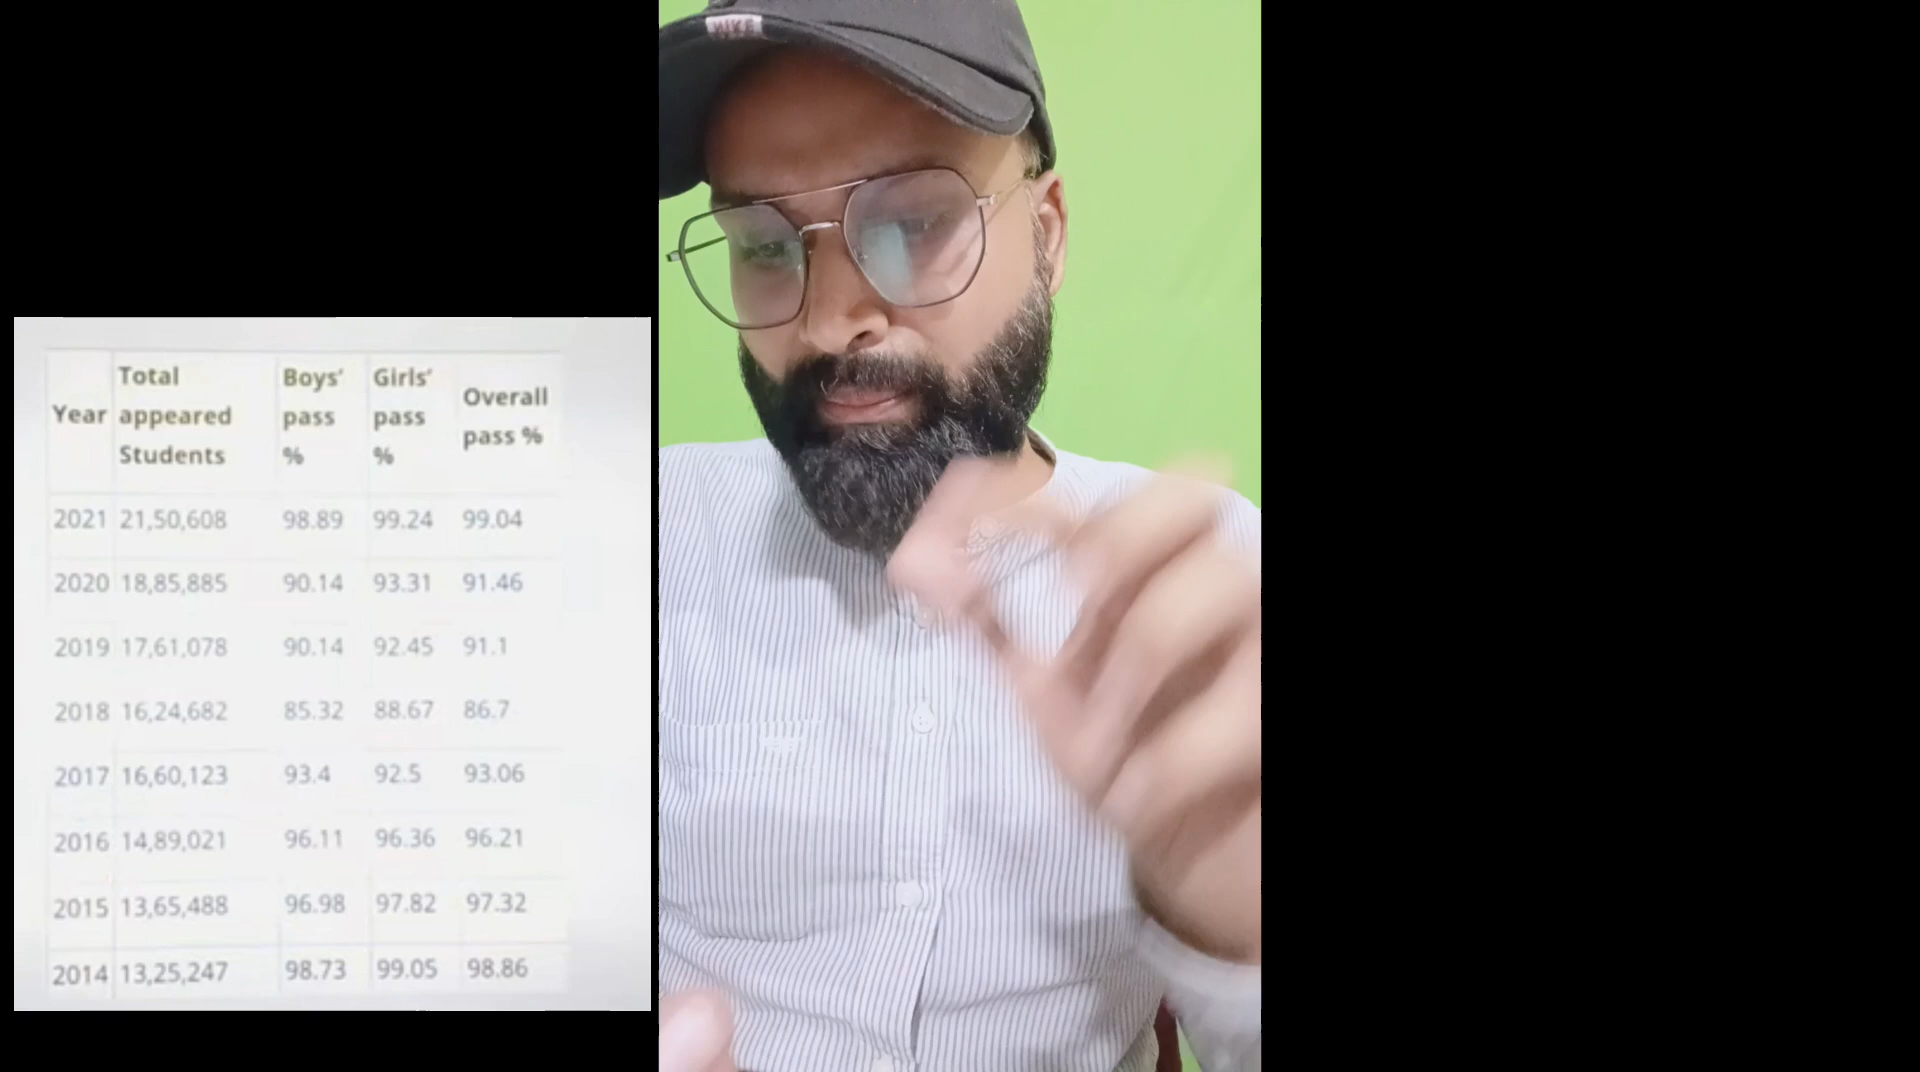 NIKE
Year Total appeared Students Boys' pass % Girls' pass % Overall pass %
2021 21,50,608 98.89 99.24 99.04
2020 18,85,885 90.14 93.31 91.46
2019 17,61,078 90.14 92.45 91.1
2018 16,24,682 85.32 88.67 86.7
2017 16,60,123 93.4 92.5 93.06
2016 14,89,021 96.11 96.36 96.21
2015 13,65,488 96.98 97.82 97.32
2014 13,25,247 98.73 99.05 98.86